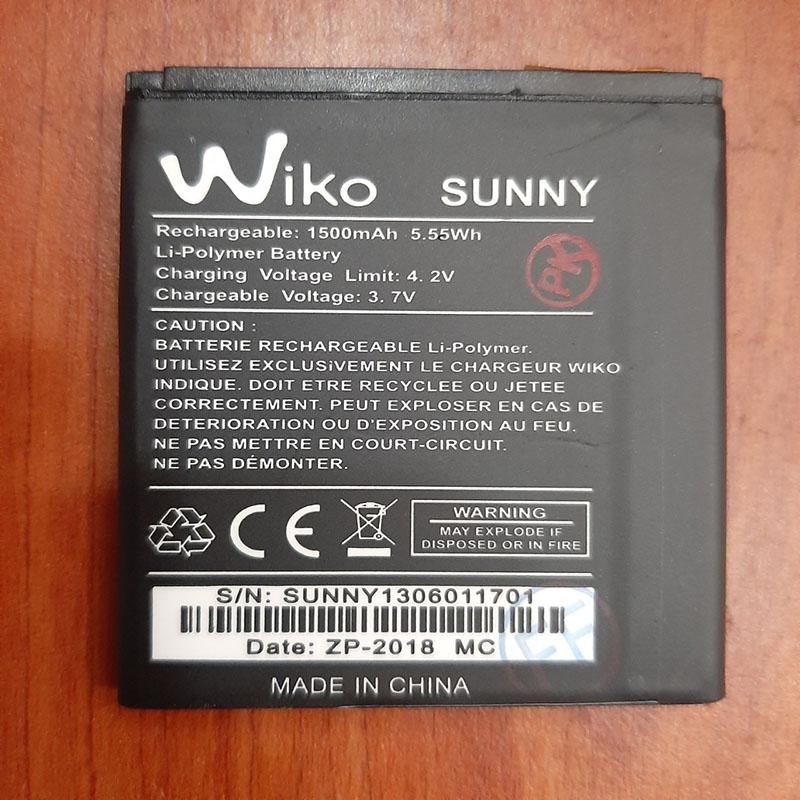 Wiko SUNNY
Rechargeable: 1500mAh 5.55Wh
Li-Polymer Battery
Charging Voltage Limit: 4. 2V
Chargeable Voltage: 3. 7V
PK
CAUTION :
BATTERIE RECHARGEABLE Li-Polymer.
UTILISEZ EXCLUSiVEMENT LE CHARGEUR WIKO
INDIQUE. DOIT ETRE RECYCLEE OU JETEE
CORRECTEMENT. PEUT EXPLOSER EN CAS DE
DETERIORATION OU D'EXPOSITION AU FEU.
NE PAS METTRE EN COURT-CIRCUIT.
NE PAS DÉMONTER.
CE
WARNING
MAY EXPLODE IF
DISPOSED OR IN FIRE
S/N: SUNNY1306011701
Date: ZP-2018 MC
MADE IN CHINA